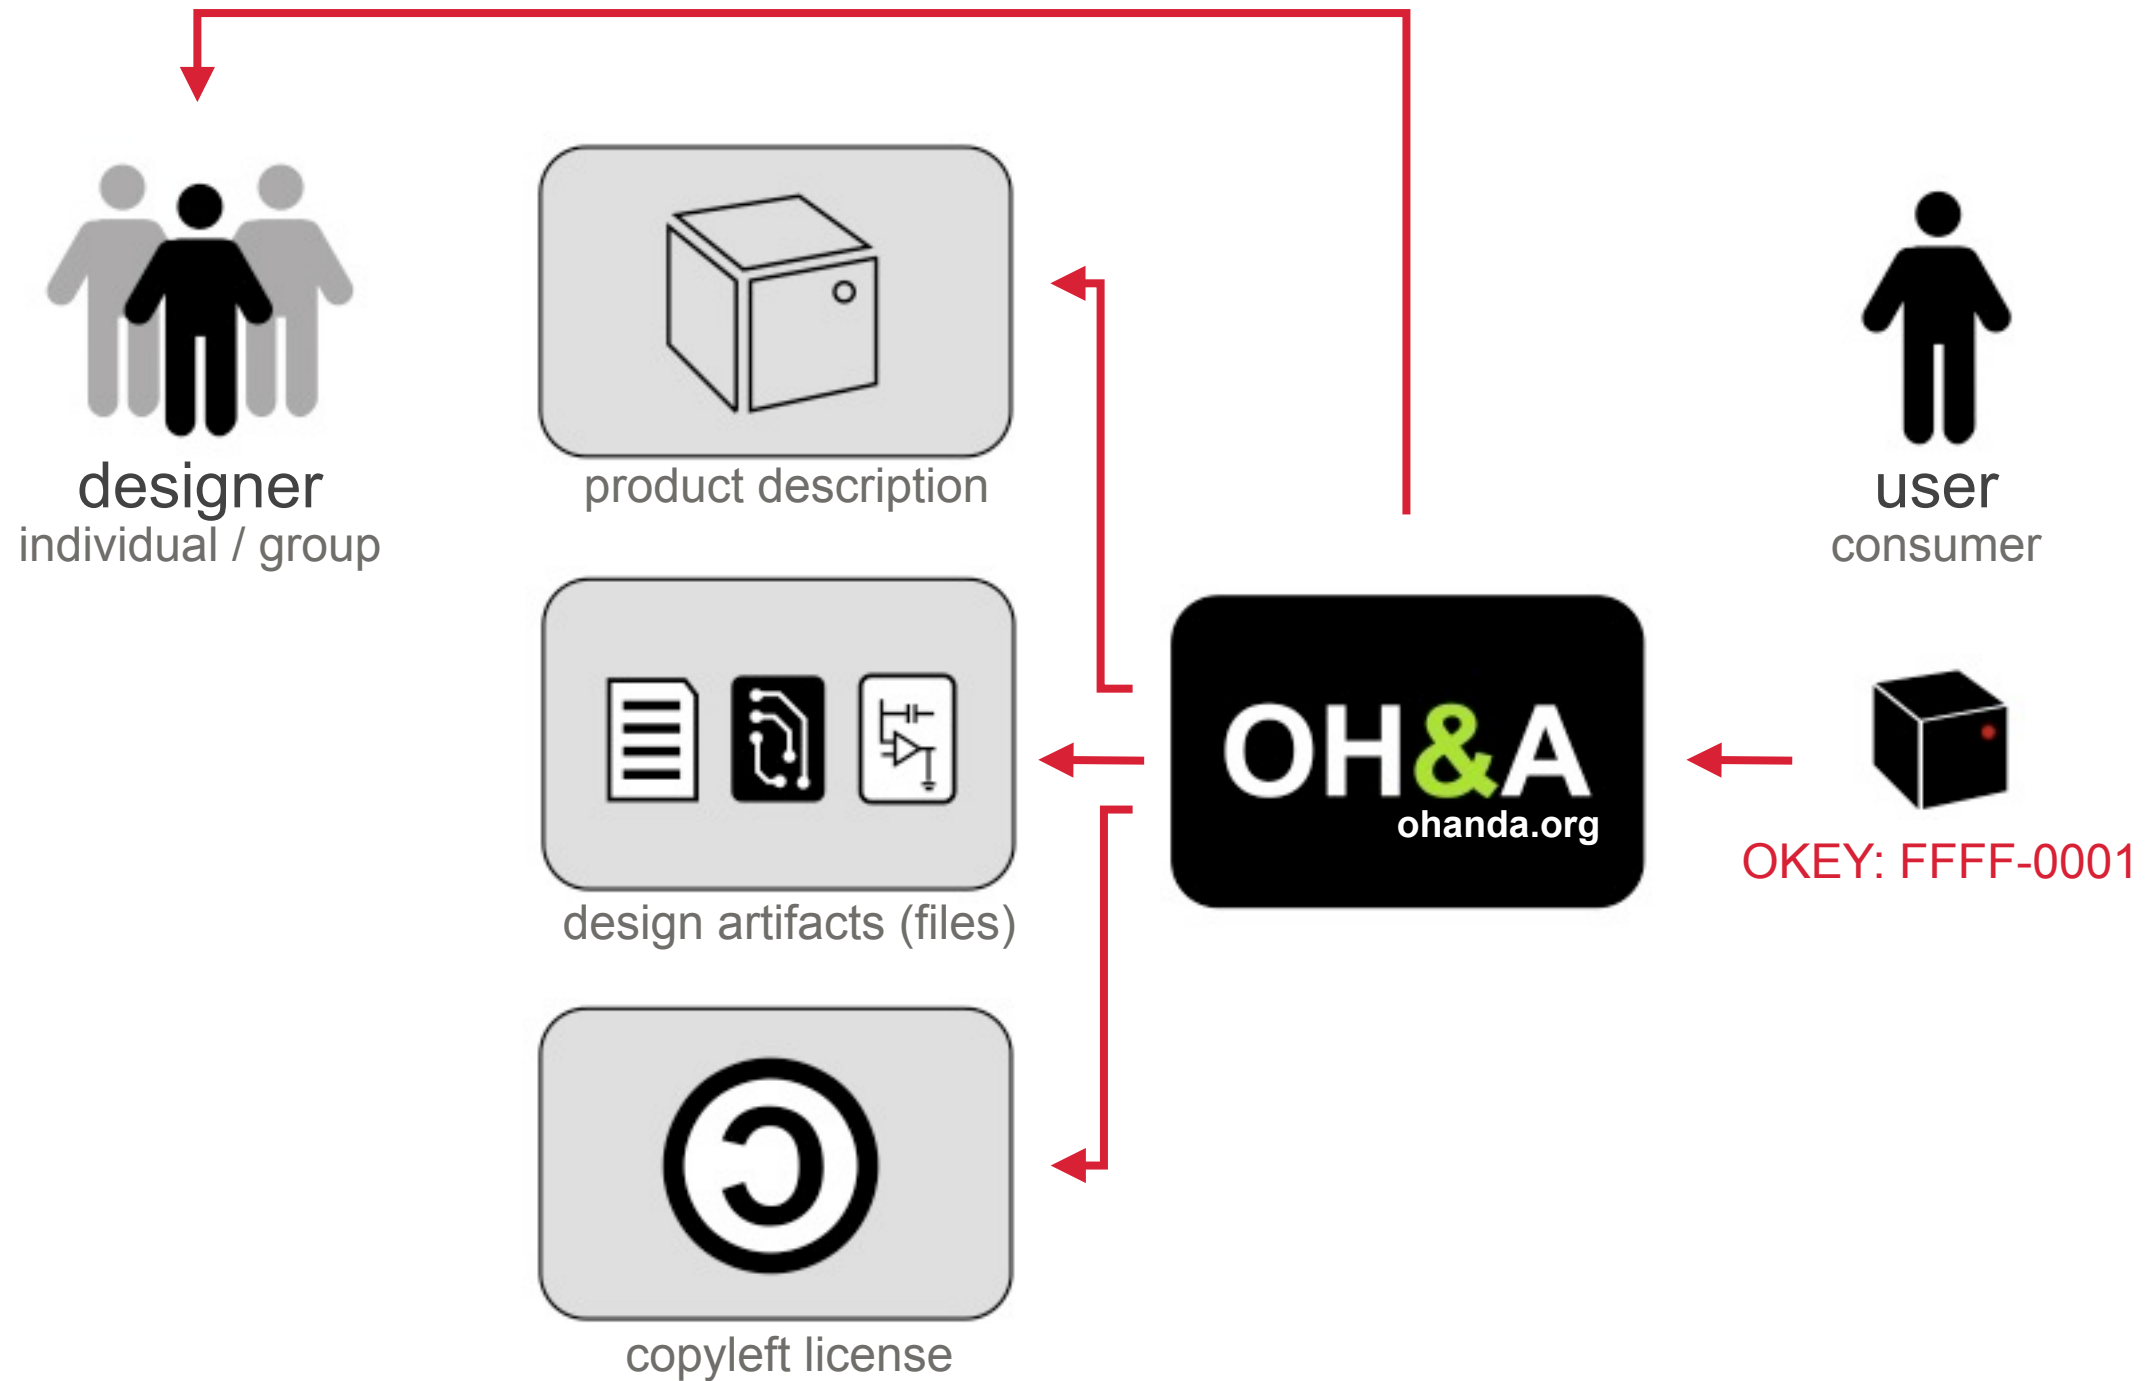 designer
individual / group
product description
user
consumer
design artifacts (files)
OH&A
ohanda.org
OKEY: FFFF-0001
copyleft license